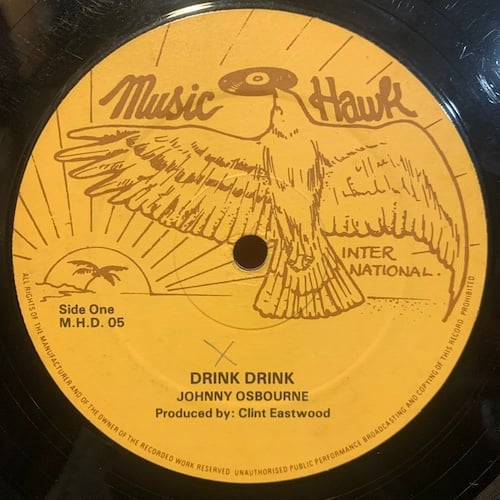 Music Hawk
INTER
NATIONAL.
Side One
M.H.D. 05
X
DRINK DRINK
JOHNNY OSBOURNE
Produced by: Clint Eastwood
ALL RIGHTS OF THE MANUFACTURER AND OF THE OWNER OF THE RECORDED WORK RESERVED UNAUTHORISED PUBLIC PERFORMANCE BROADCASTING AND COPYING OF THIS RECORD PROHIBITED